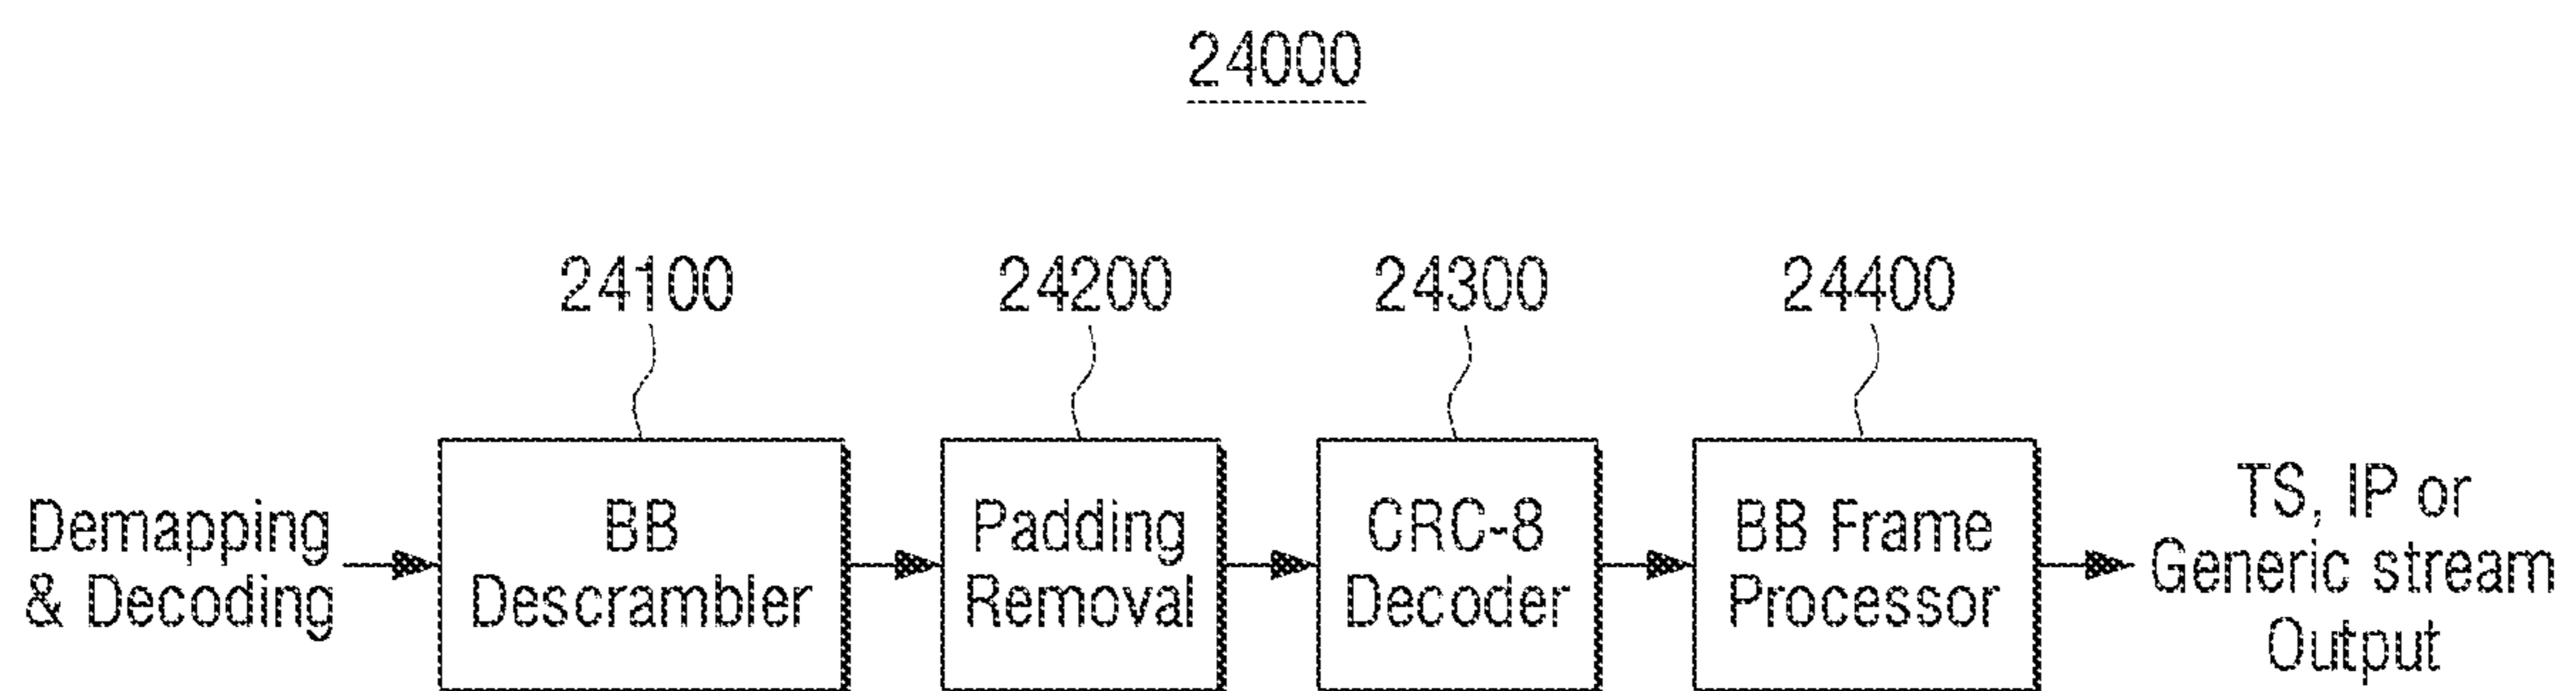 24000
24100
24200
24300
24400
Demapping
& Decoding
BB
Descrambler
Padding
Removal
CRC-8
Decoder
BB Frame
Processor
TS, IP or
Generic stream
Output